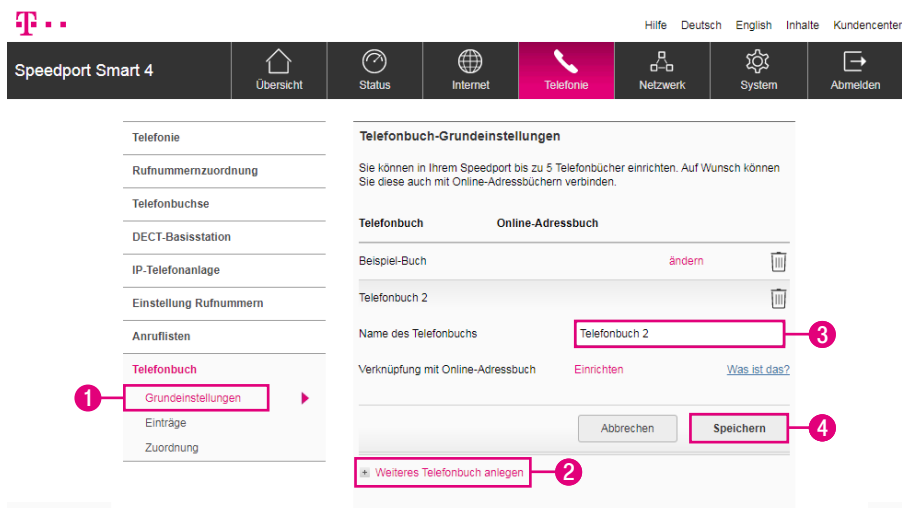 T
Hilfe Deutsch English Inhalte Kundencenter
Speedport Smart 4
Übersicht Status Internet Telefonie Netzwerk System Abmelden
Telefonie
Rufnummernzuordnung
Telefonbuchse
DECT-Basisstation
IP-Telefonanlage
Einstellung Rufnummern
Anruflisten
Telefonbuch
1 Grundeinstellungen
Einträge
Zuordnung
Telefonbuch-Grundeinstellungen
Sie können in Ihrem Speedport bis zu 5 Telefonbücher einrichten. Auf Wunsch können
Sie diese auch mit Online-Adressbüchern verbinden.
Telefonbuch Online-Adressbuch
Beispiel-Buch ändern
Telefonbuch 2
Name des Telefonbuchs Telefonbuch 2 3
Verknüpfung mit Online-Adressbuch Einrichten Was ist das?
Abbrechen Speichern 4
+ Weiteres Telefonbuch anlegen 2